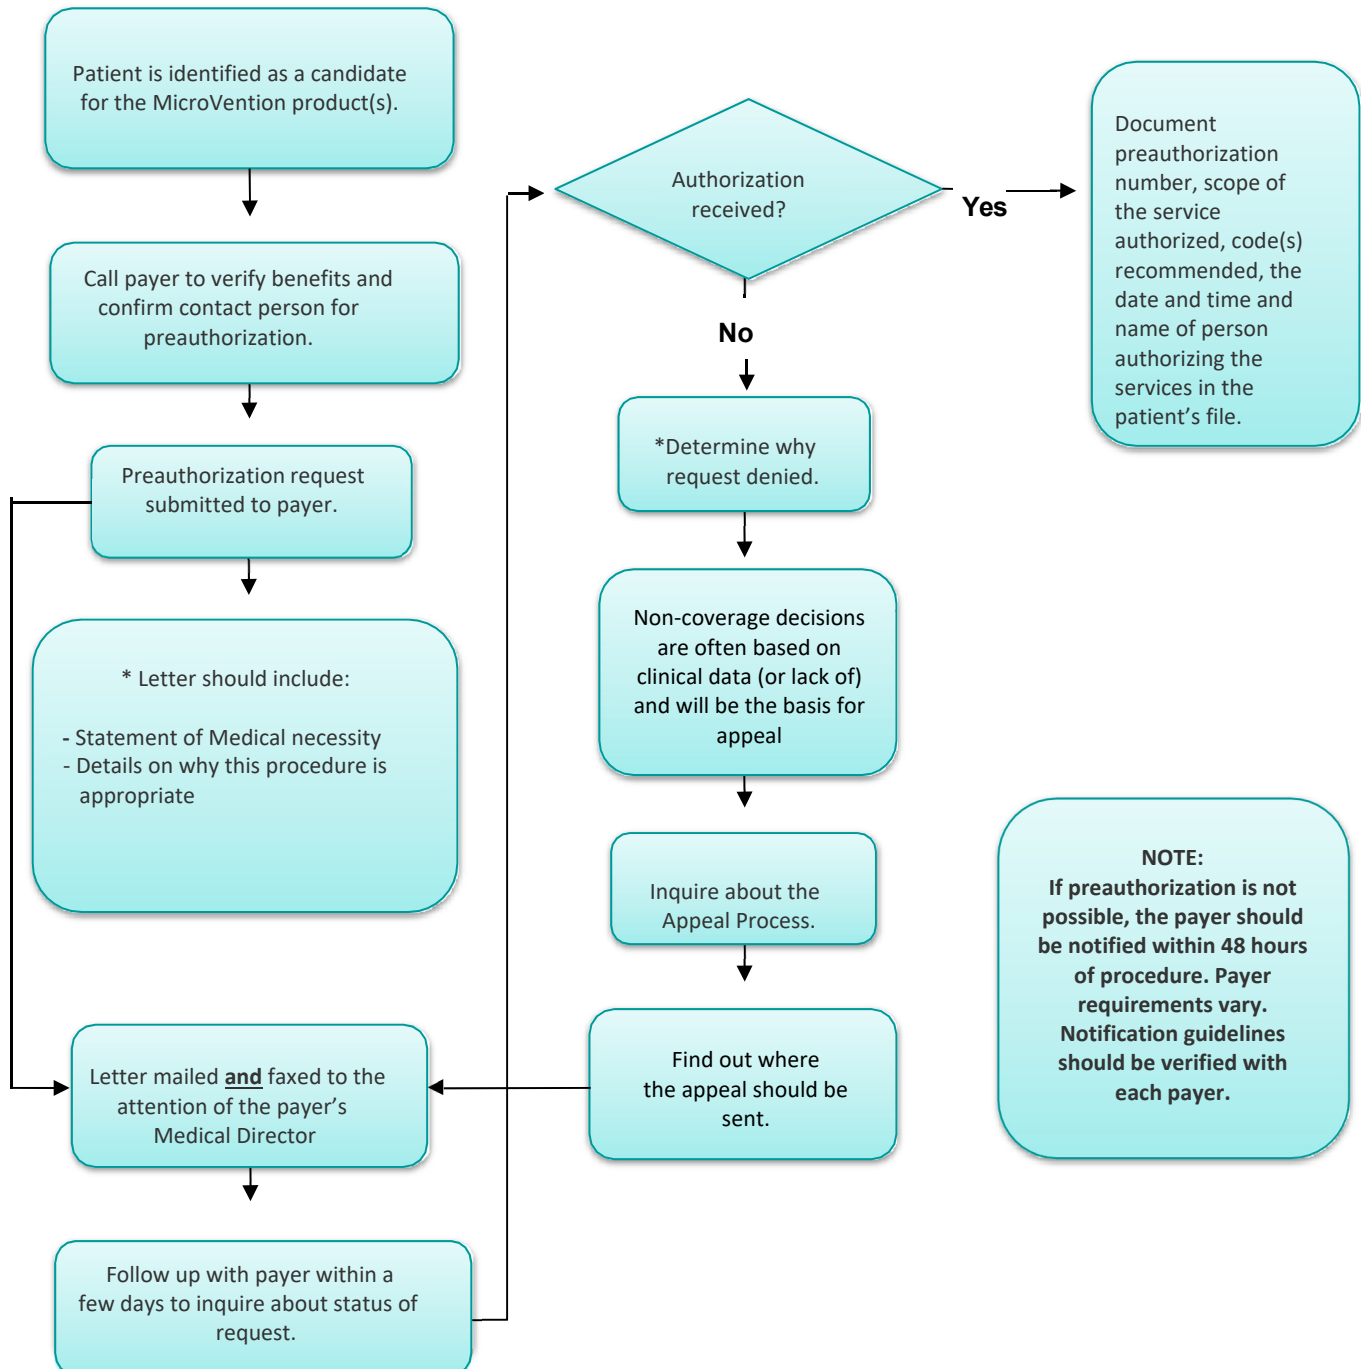 Patient is identified as a candidate
for the MicroVention product(s).
Call payer to verify benefits and
confirm contact person for
preauthorization.
Preauthorization request
submitted to payer.
* Letter should include:
- Statement of Medical necessity
- Details on why this procedure is
appropriate
Letter mailed and faxed to the
attention of the payer’s
Medical Director
Follow up with payer within a
few days to inquire about status of
request.
Authorization
received?
Yes
No
Document
preauthorization
number, scope of
the service
authorized, code(s)
recommended, the
date and time and
name of person
authorizing the
services in the
patient’s file.
*Determine why
request denied.
Non-coverage decisions
are often based on
clinical data (or lack of)
and will be the basis for
appeal
Inquire about the
Appeal Process.
Find out where
the appeal should be
sent.
NOTE:
If preauthorization is not
possible, the payer should
be notified within 48 hours
of procedure. Payer
requirements vary.
Notification guidelines
should be verified with
each payer.